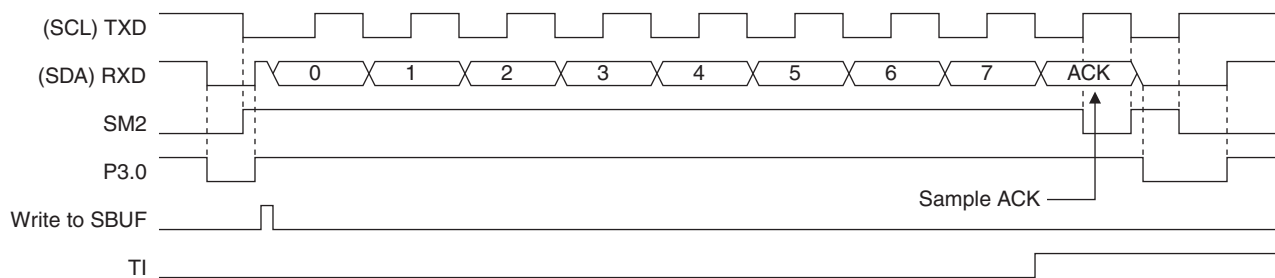 (SCL) TXD
(SDA) RXD 0 1 2 3 4 5 6 7 ACK
SM2
P3.0
Sample ACK
Write to SBUF
TI